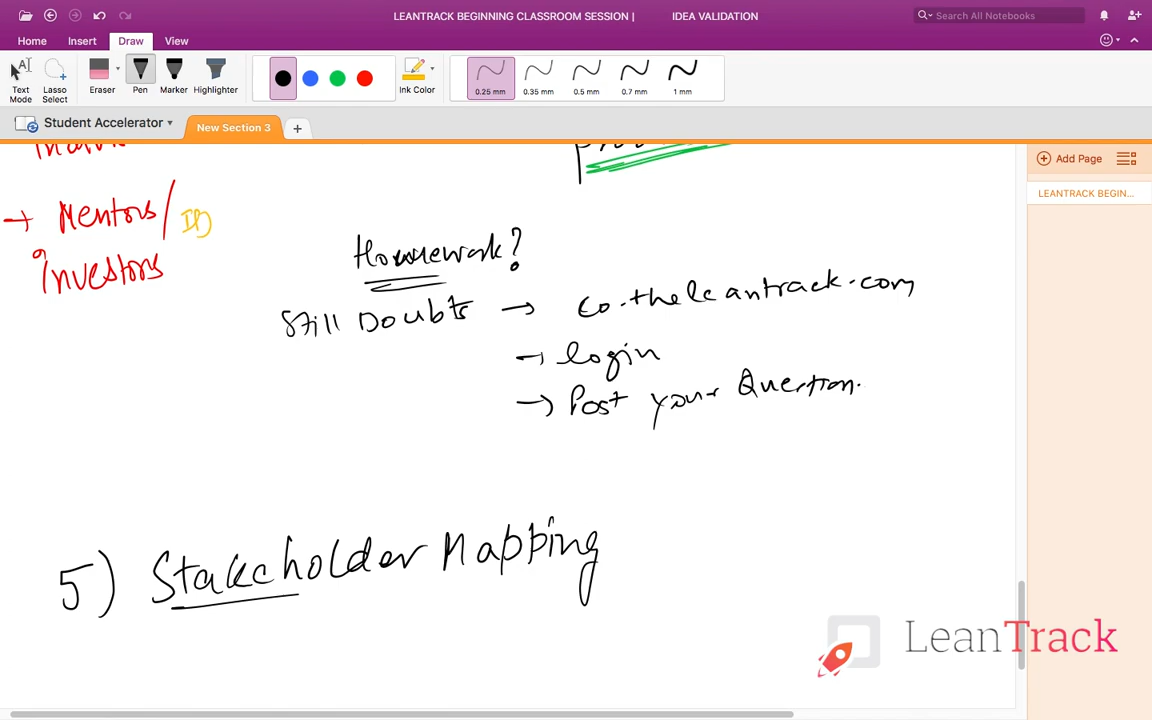 LEANTRACK BEGINNING CLASSROOM SESSION | IDEA VALIDATION
Search All Notebooks
Home Insert Draw View
Text Mode
Lasso Select
Eraser
Pen
Marker
Highlighter
Ink Color
0.25 mm
0.35 mm
0.5 mm
0.7 mm
1 mm
Student Accelerator
New Section 3
+
Add Page
LEANTRACK BEGIN...
→ Mentors/
Investors
Homework?
Still Doubts → co.theleantrack.com
→ login
→ Post your Question.
5) Stakeholder Mapping
LeanTrack